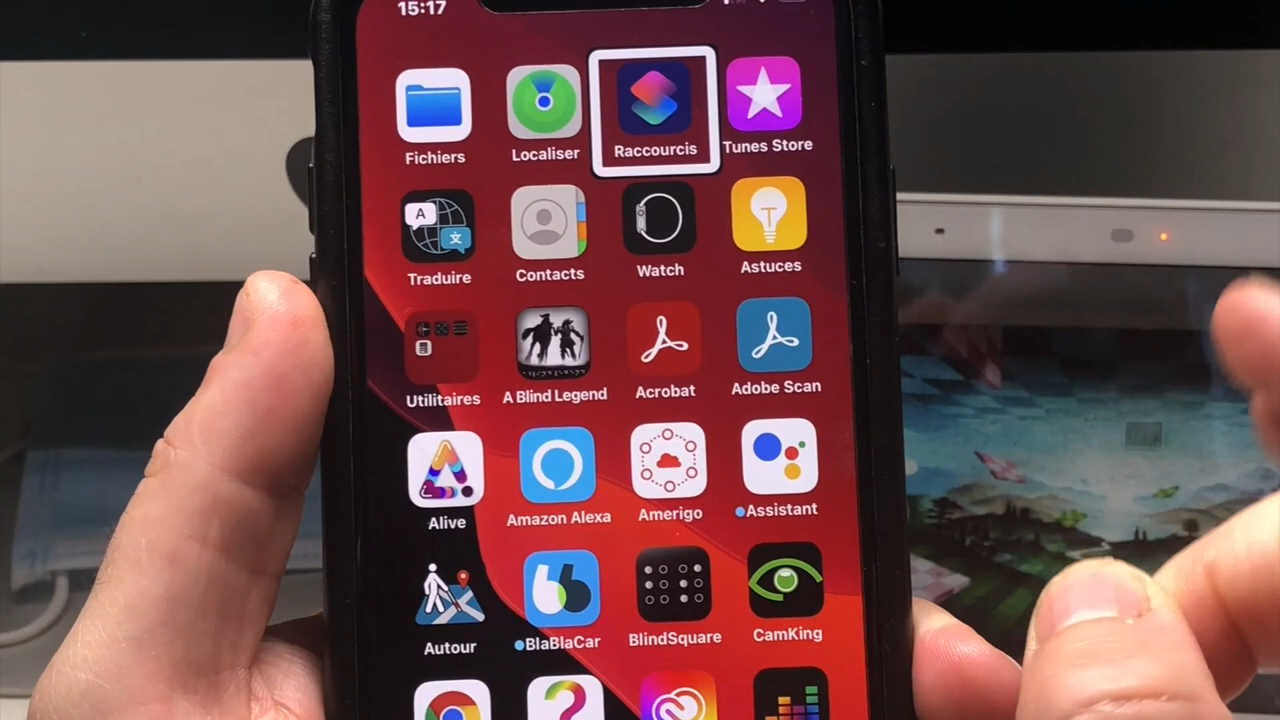 15:17
Fichiers
Localiser
Raccourcis
Tunes Store
A
文
Traduire
Contacts
Watch
Astuces
Utilitaires
A Blind Legend
Acrobat
Adobe Scan
Alive
Amazon Alexa
Amerigo
Assistant
Autour
BlaBlaCar
BlindSquare
CamKing
?